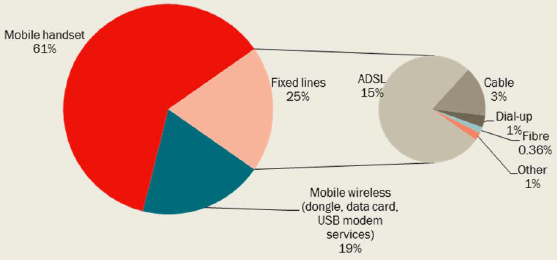 Mobile handset
61%
Fixed lines
25%
Mobile wireless
(dongle, data card,
USB modem
services)
19%
ADSL
15%
Cable
3%
Dial-up
1%
Fibre
0.36%
Other
1%